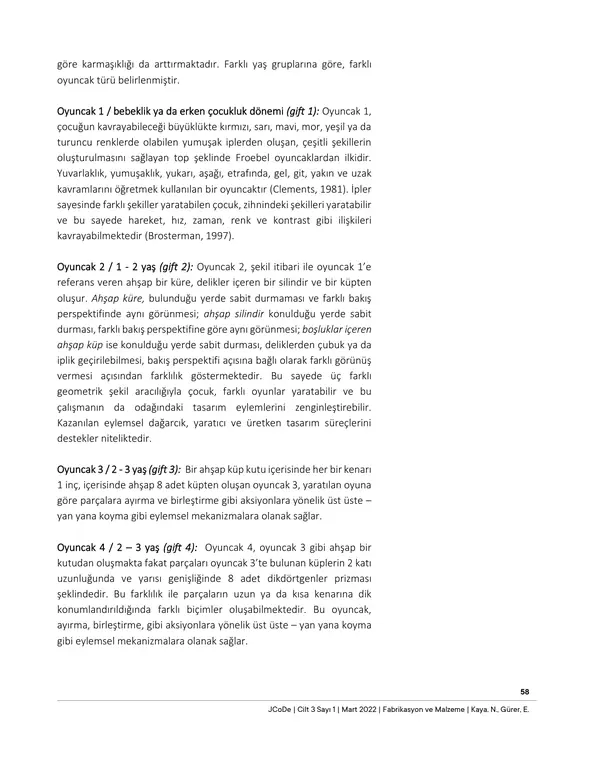 göre karmaşıklığı da arttırmaktadır. Farklı yaş gruplarına göre, farklı
oyuncak türü belirlenmiştir.
Oyuncak 1 / bebeklik ya da erken çocukluk dönemi (gift 1): Oyuncak 1,
çocuğun kavrayabileceği büyüklükte kırmızı, sarı, mavi, mor, yeşil ya da
turuncu renklerde olabilen yumuşak iplerden oluşan, çeşitli şekillerin
oluşturulmasını sağlayan top şeklinde Froebel oyuncaklardan ilkidir.
Yuvarlaklık, yumuşaklık, yukarı, aşağı, etrafında, gel, git, yakın ve uzak
kavramlarını öğretmek kullanılan bir oyuncaktır (Clements, 1981). İpler
sayesinde farklı şekiller yaratabilen çocuk, zihnindeki şekilleri yaratabilir
ve bu sayede hareket, hız, zaman, renk ve kontrast gibi ilişkileri
kavrayabilmektedir (Brosterman, 1997).
Oyuncak 2 / 1 - 2 yaş (gift 2): Oyuncak 2, şekil itibari ile oyuncak 1’e
referans veren ahşap bir küre, delikler içeren bir silindir ve bir küpten
oluşur. Ahşap küre, bulunduğu yerde sabit durmaması ve farklı bakış
perspektifinde aynı görünmesi; ahşap silindir konulduğu yerde sabit
durması, farklı bakış perspektifine göre aynı görünmesi; boşluklar içeren
ahşap küp ise konulduğu yerde sabit durması, deliklerden çubuk ya da
iplik geçirilebilmesi, bakış perspektifi açısına bağlı olarak farklı görünüş
vermesi açısından farklılık göstermektedir. Bu sayede üç farklı
geometrik şekil aracılığıyla çocuk, farklı oyunlar yaratabilir ve bu
çalışmanın da odağındaki tasarım eylemlerini zenginleştirebilir.
Kazanılan eylemsel dağarcık, yaratıcı ve üretken tasarım süreçlerini
destekler niteliktedir.
Oyuncak 3 / 2 - 3 yaş (gift 3): Bir ahşap küp kutu içerisinde her bir kenarı
1 inç, içerisinde ahşap 8 adet küpten oluşan oyuncak 3, yaratılan oyuna
göre parçalara ayırma ve birleştirme gibi aksiyonlara yönelik üst üste –
yan yana koyma gibi eylemsel mekanizmalara olanak sağlar.
Oyuncak 4 / 2 – 3 yaş (gift 4): Oyuncak 4, oyuncak 3 gibi ahşap bir
kutudan oluşmakta fakat parçaları oyuncak 3’te bulunan küplerin 2 katı
uzunluğunda ve yarısı genişliğinde 8 adet dikdörtgenler prizması
şeklindedir. Bu farklılık ile parçaların uzun ya da kısa kenarına dik
konumlandırıldığında farklı biçimler oluşabilmektedir. Bu oyuncak,
ayırma, birleştirme, gibi aksiyonlara yönelik üst üste – yan yana koyma
gibi eylemsel mekanizmalara olanak sağlar.
58
JCoDe | Cilt 3 Sayı 1 | Mart 2022 | Fabrikasyon ve Malzeme | Kaya. N., Gürer, E.